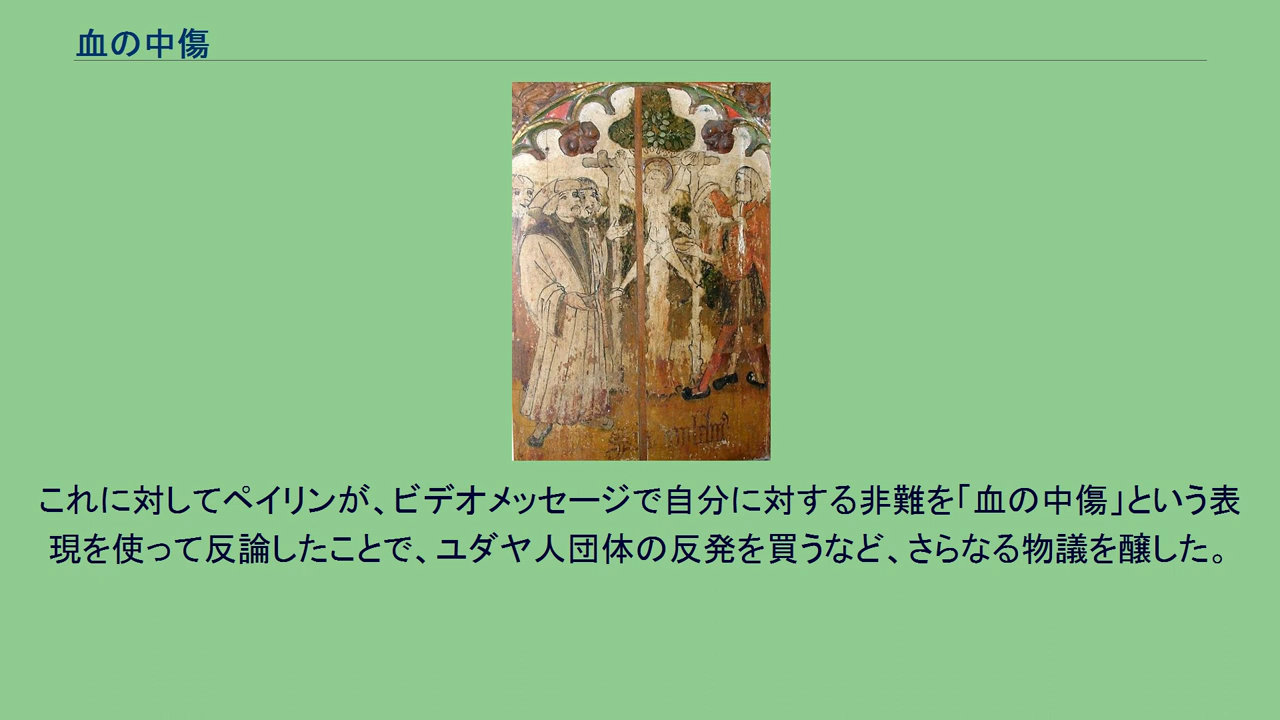 血の中傷
これに対してペイリンが、ビデオメッセージで自分に対する非難を「血の中傷」という表
現を使って反論したことで、ユダヤ人団体の反発を買うなど、さらなる物議を醸した。